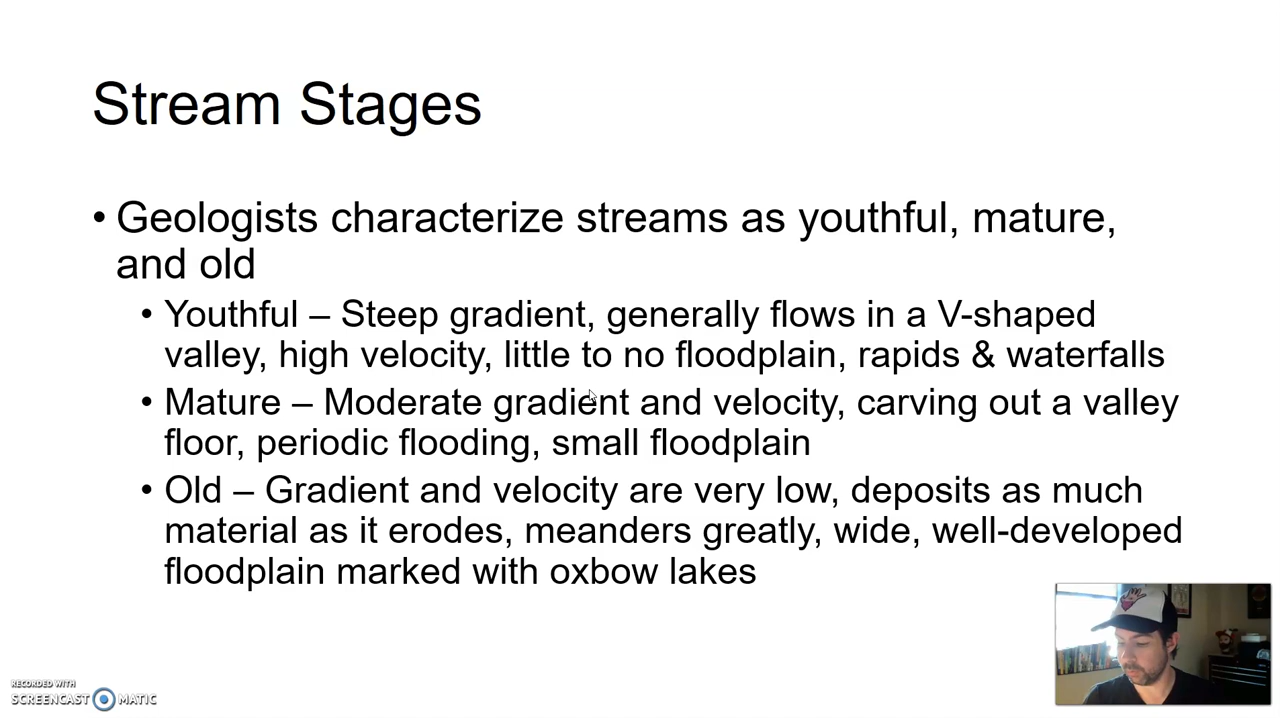 Stream Stages
• Geologists characterize streams as youthful, mature,
and old
• Youthful – Steep gradient, generally flows in a V-shaped
valley, high velocity, little to no floodplain, rapids & waterfalls
• Mature – Moderate gradient and velocity, carving out a valley
floor, periodic flooding, small floodplain
• Old – Gradient and velocity are very low, deposits as much
material as it erodes, meanders greatly, wide, well-developed
floodplain marked with oxbow lakes
RECORDED WITH
SCREENCAST MATIC